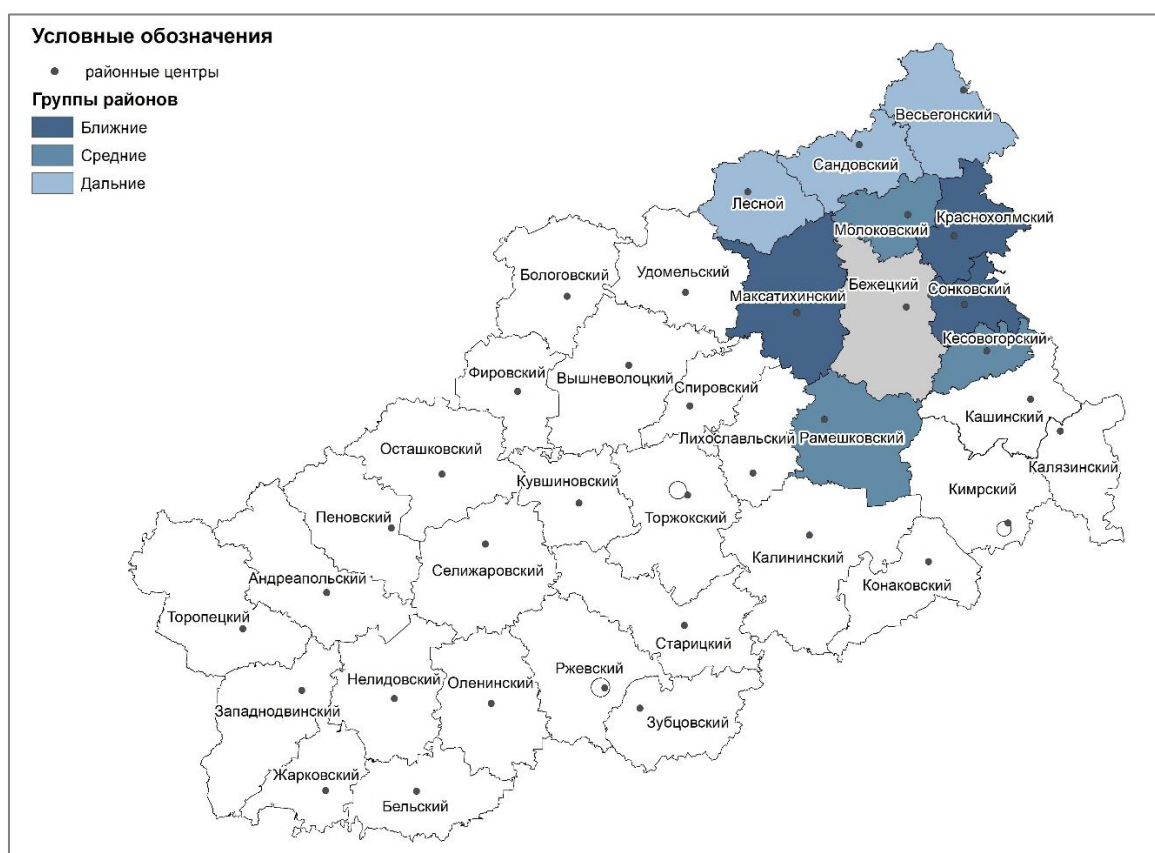 Условные обозначения
районные центры
Группы районов
Ближние
Средние
Дальние
Весьегонский
Сандовский
Лесной
Краснохолмский
Молоковский
Бологовский
Удомельский
Максатихинский
Бежецкий
Сонковский
Кесовогорский
Фировский
Вышневолоцкий
Спировский
Кашинский
Осташковский
Лихославльский
Рамешковский
Калязинский
Кувшиновский
Кимрский
Пеновский
Торжокский
Калининский
Андреапольский
Селижаровский
Конаковский
Торопецкий
Старицкий
Ржевский
Нелидовский
Оленинский
Западнодвинский
Зубцовский
Жарковский
Бельский